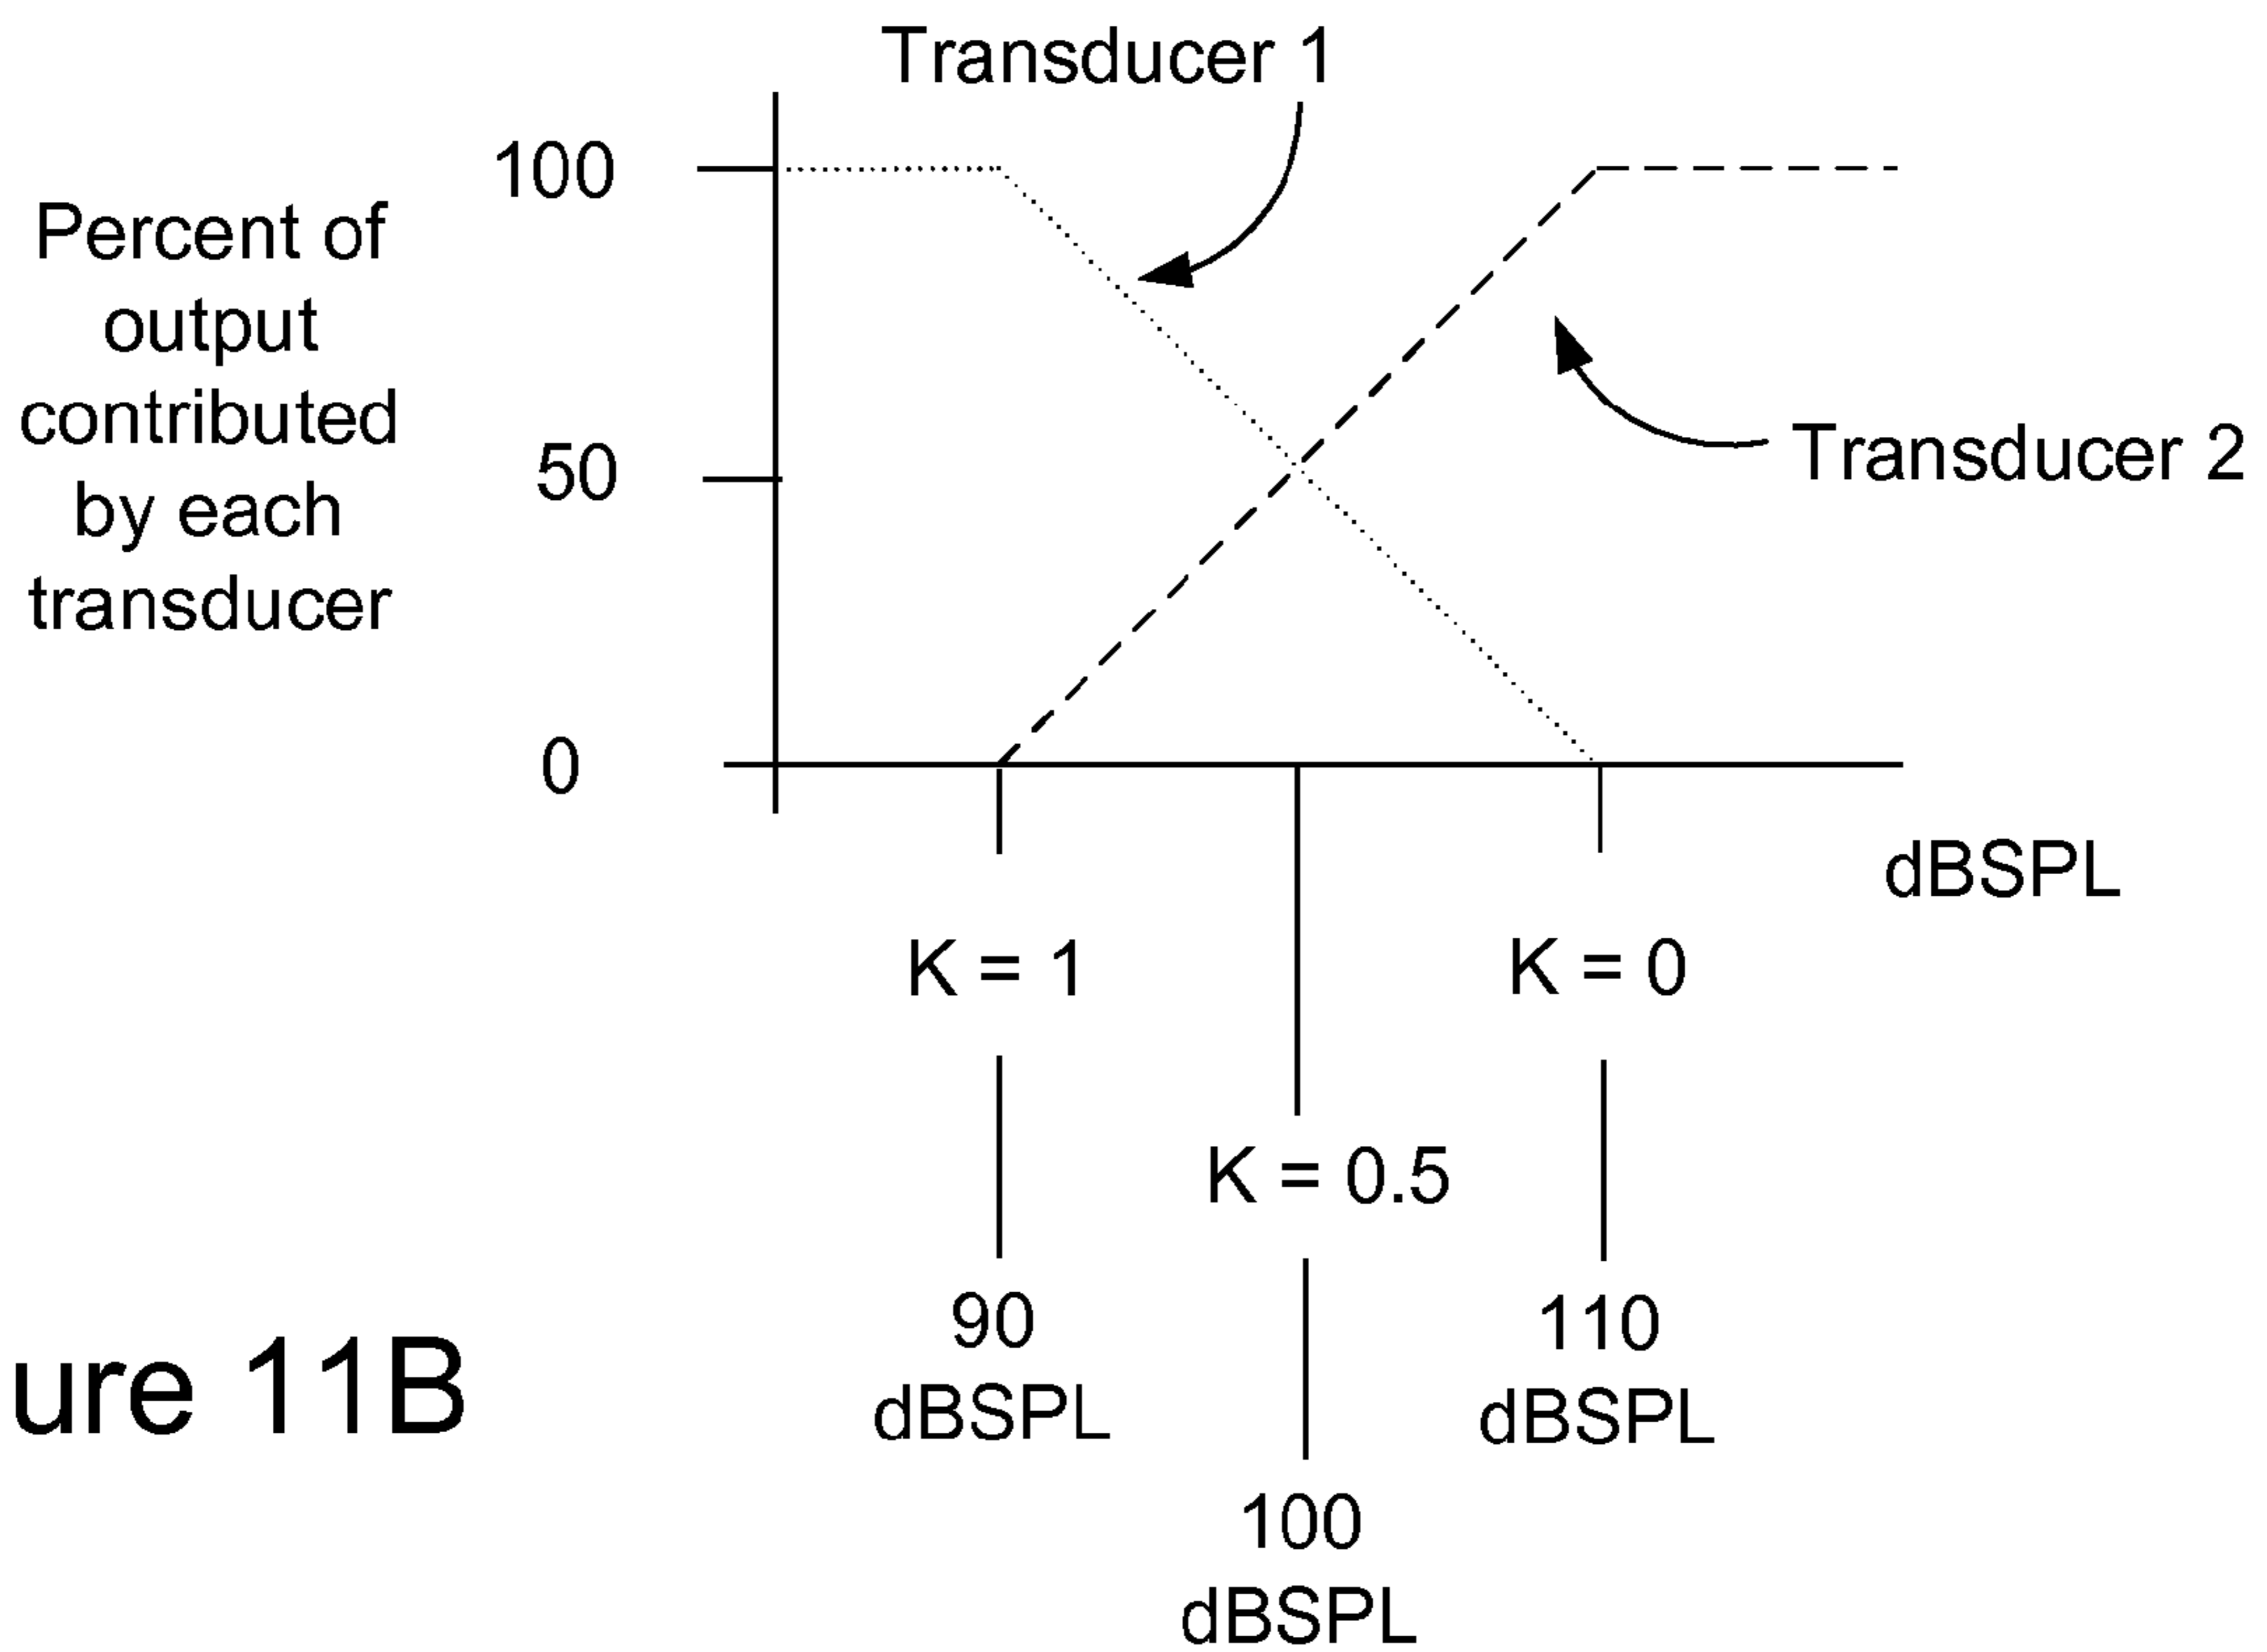 Transducer 1
100
Percent of
output
contributed
by each
transducer
50
Transducer 2
0
dBSPL
K = 1
K = 0
K = 0.5
90
dBSPL
110
dBSPL
ure 11B
100
dBSPL